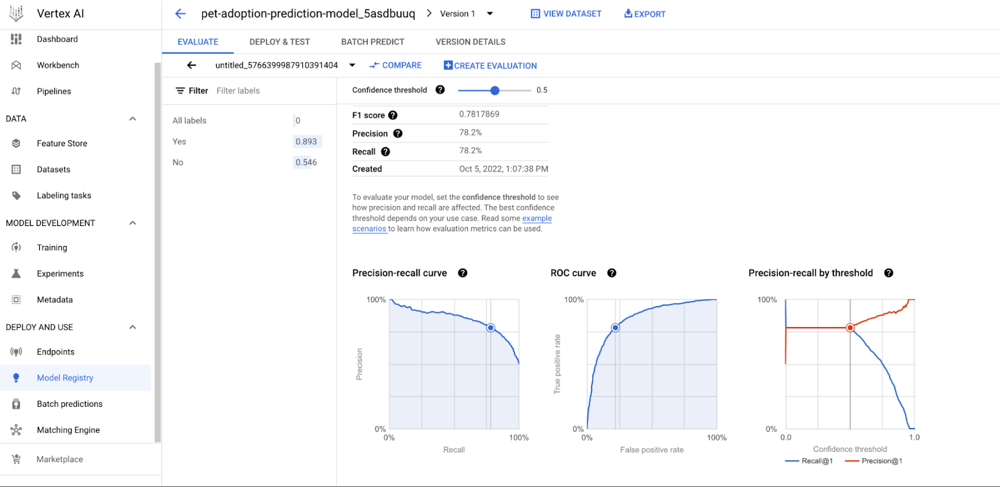 Vertex AI
Dashboard
Workbench
Pipelines
DATA
Feature Store
Datasets
Labeling tasks
MODEL DEVELOPMENT
Training
Experiments
Metadata
DEPLOY AND USE
Endpoints
Model Registry
Batch predictions
Matching Engine
Marketplace
pet-adoption-prediction-model_5asdbuuq
Version 1
VIEW DATASET
EXPORT
EVALUATE
DEPLOY & TEST
BATCH PREDICT
VERSION DETAILS
untitled_5766399987910391404
COMPARE
CREATE EVALUATION
Filter Filter labels
All labels 0
Yes 0.893
No 0.546
Confidence threshold ? 0.5
F1 score ? 0.7817869
Precision ? 78.2%
Recall ? 78.2%
Created Oct 5, 2022, 1:07:38 PM
To evaluate your model, set the confidence threshold to see
how precision and recall are affected. The best confidence
threshold depends on your use case. Read some example
scenarios to learn how evaluation metrics can be used.
Precision-recall curve ?
100%
Precision
0%
0% 100%
Recall
ROC curve ?
100%
True positive rate
0%
0% 100%
False positive rate
Precision-recall by threshold ?
100%
0%
0.0 1.0
Confidence threshold
Recall@1 Precision@1